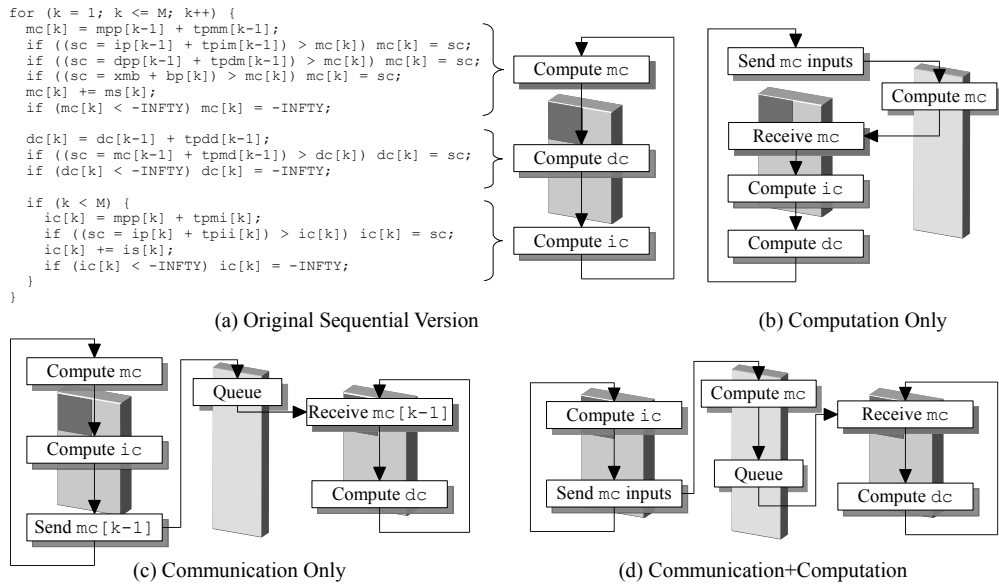 for (k = 1; k <= M; k++) {
  mc[k] = mpp[k-1] + tpmm[k-1];
  if ((sc = ip[k-1] + tpim[k-1]) > mc[k]) mc[k] = sc;
  if ((sc = dpp[k-1] + tpdm[k-1]) > mc[k]) mc[k] = sc;
  if ((sc = xmb + bp[k]) > mc[k]) mc[k] = sc;
  mc[k] += ms[k];
  if (mc[k] < -INFTY) mc[k] = -INFTY;
  dc[k] = dc[k-1] + tpdd[k-1];
  if ((sc = mc[k-1] + tpmd[k-1]) > dc[k]) dc[k] = sc;
  if (dc[k] < -INFTY) dc[k] = -INFTY;
  if (k < M) {
    ic[k] = mpp[k] + tpmi[k];
    if ((sc = ip[k] + tpii[k]) > ic[k]) ic[k] = sc;
    ic[k] += is[k];
    if (ic[k] < -INFTY) ic[k] = -INFTY;
  }
}
Compute mc
Compute dc
Compute ic
(a) Original Sequential Version
Send mc inputs
Compute mc
Receive mc
Compute ic
Compute dc
(b) Computation Only
Compute mc
Compute ic
Send mc[k-1]
Queue
Receive mc[k-1]
Compute dc
(c) Communication Only
Compute ic
Send mc inputs
Compute mc
Queue
Receive mc
Compute dc
(d) Communication+Computation